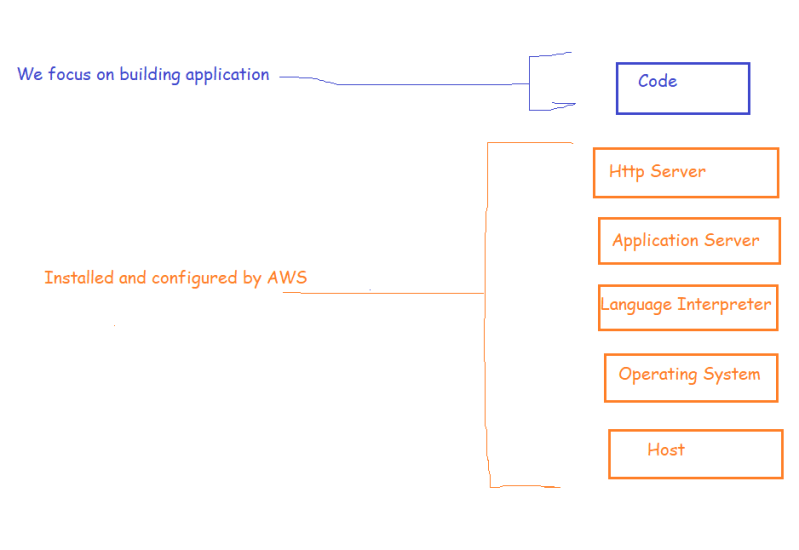 We focus on building application
Code
Http Server
Application Server
Installed and configured by AWS
Language Interpreter
Operating System
Host